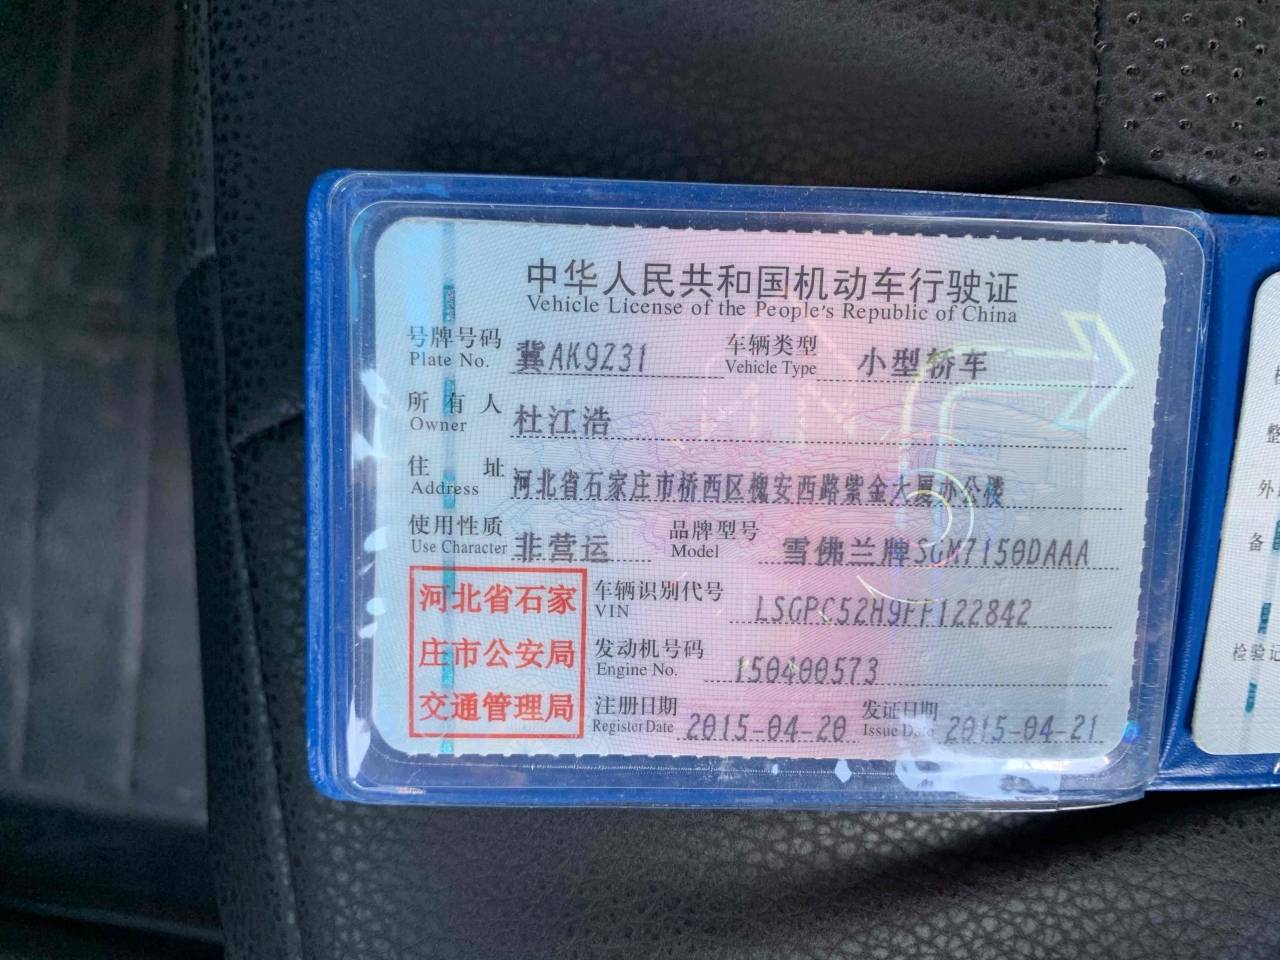 中华人民共和国机动车行驶证
Vehicle License of the People's Republic of China
号牌号码 冀AK9Z31 车辆类型 小型轿车
Plate No. Vehicle Type
所有人 杜江浩
Owner
住址 河北省石家庄市桥西区槐安西路紫金大厦办公楼
Address
使用性质 非营运 品牌型号 雪佛兰牌SGM7150DAAA
Use Character Model
河北省石家
庄市公安局
交通管理局
车辆识别代号 LSGPC52H9FF122842
VIN
发动机号码 150400573
Engine No.
注册日期 2015-04-20 发证日期 2015-04-21
Register Date Issue Date
整
备
检验记